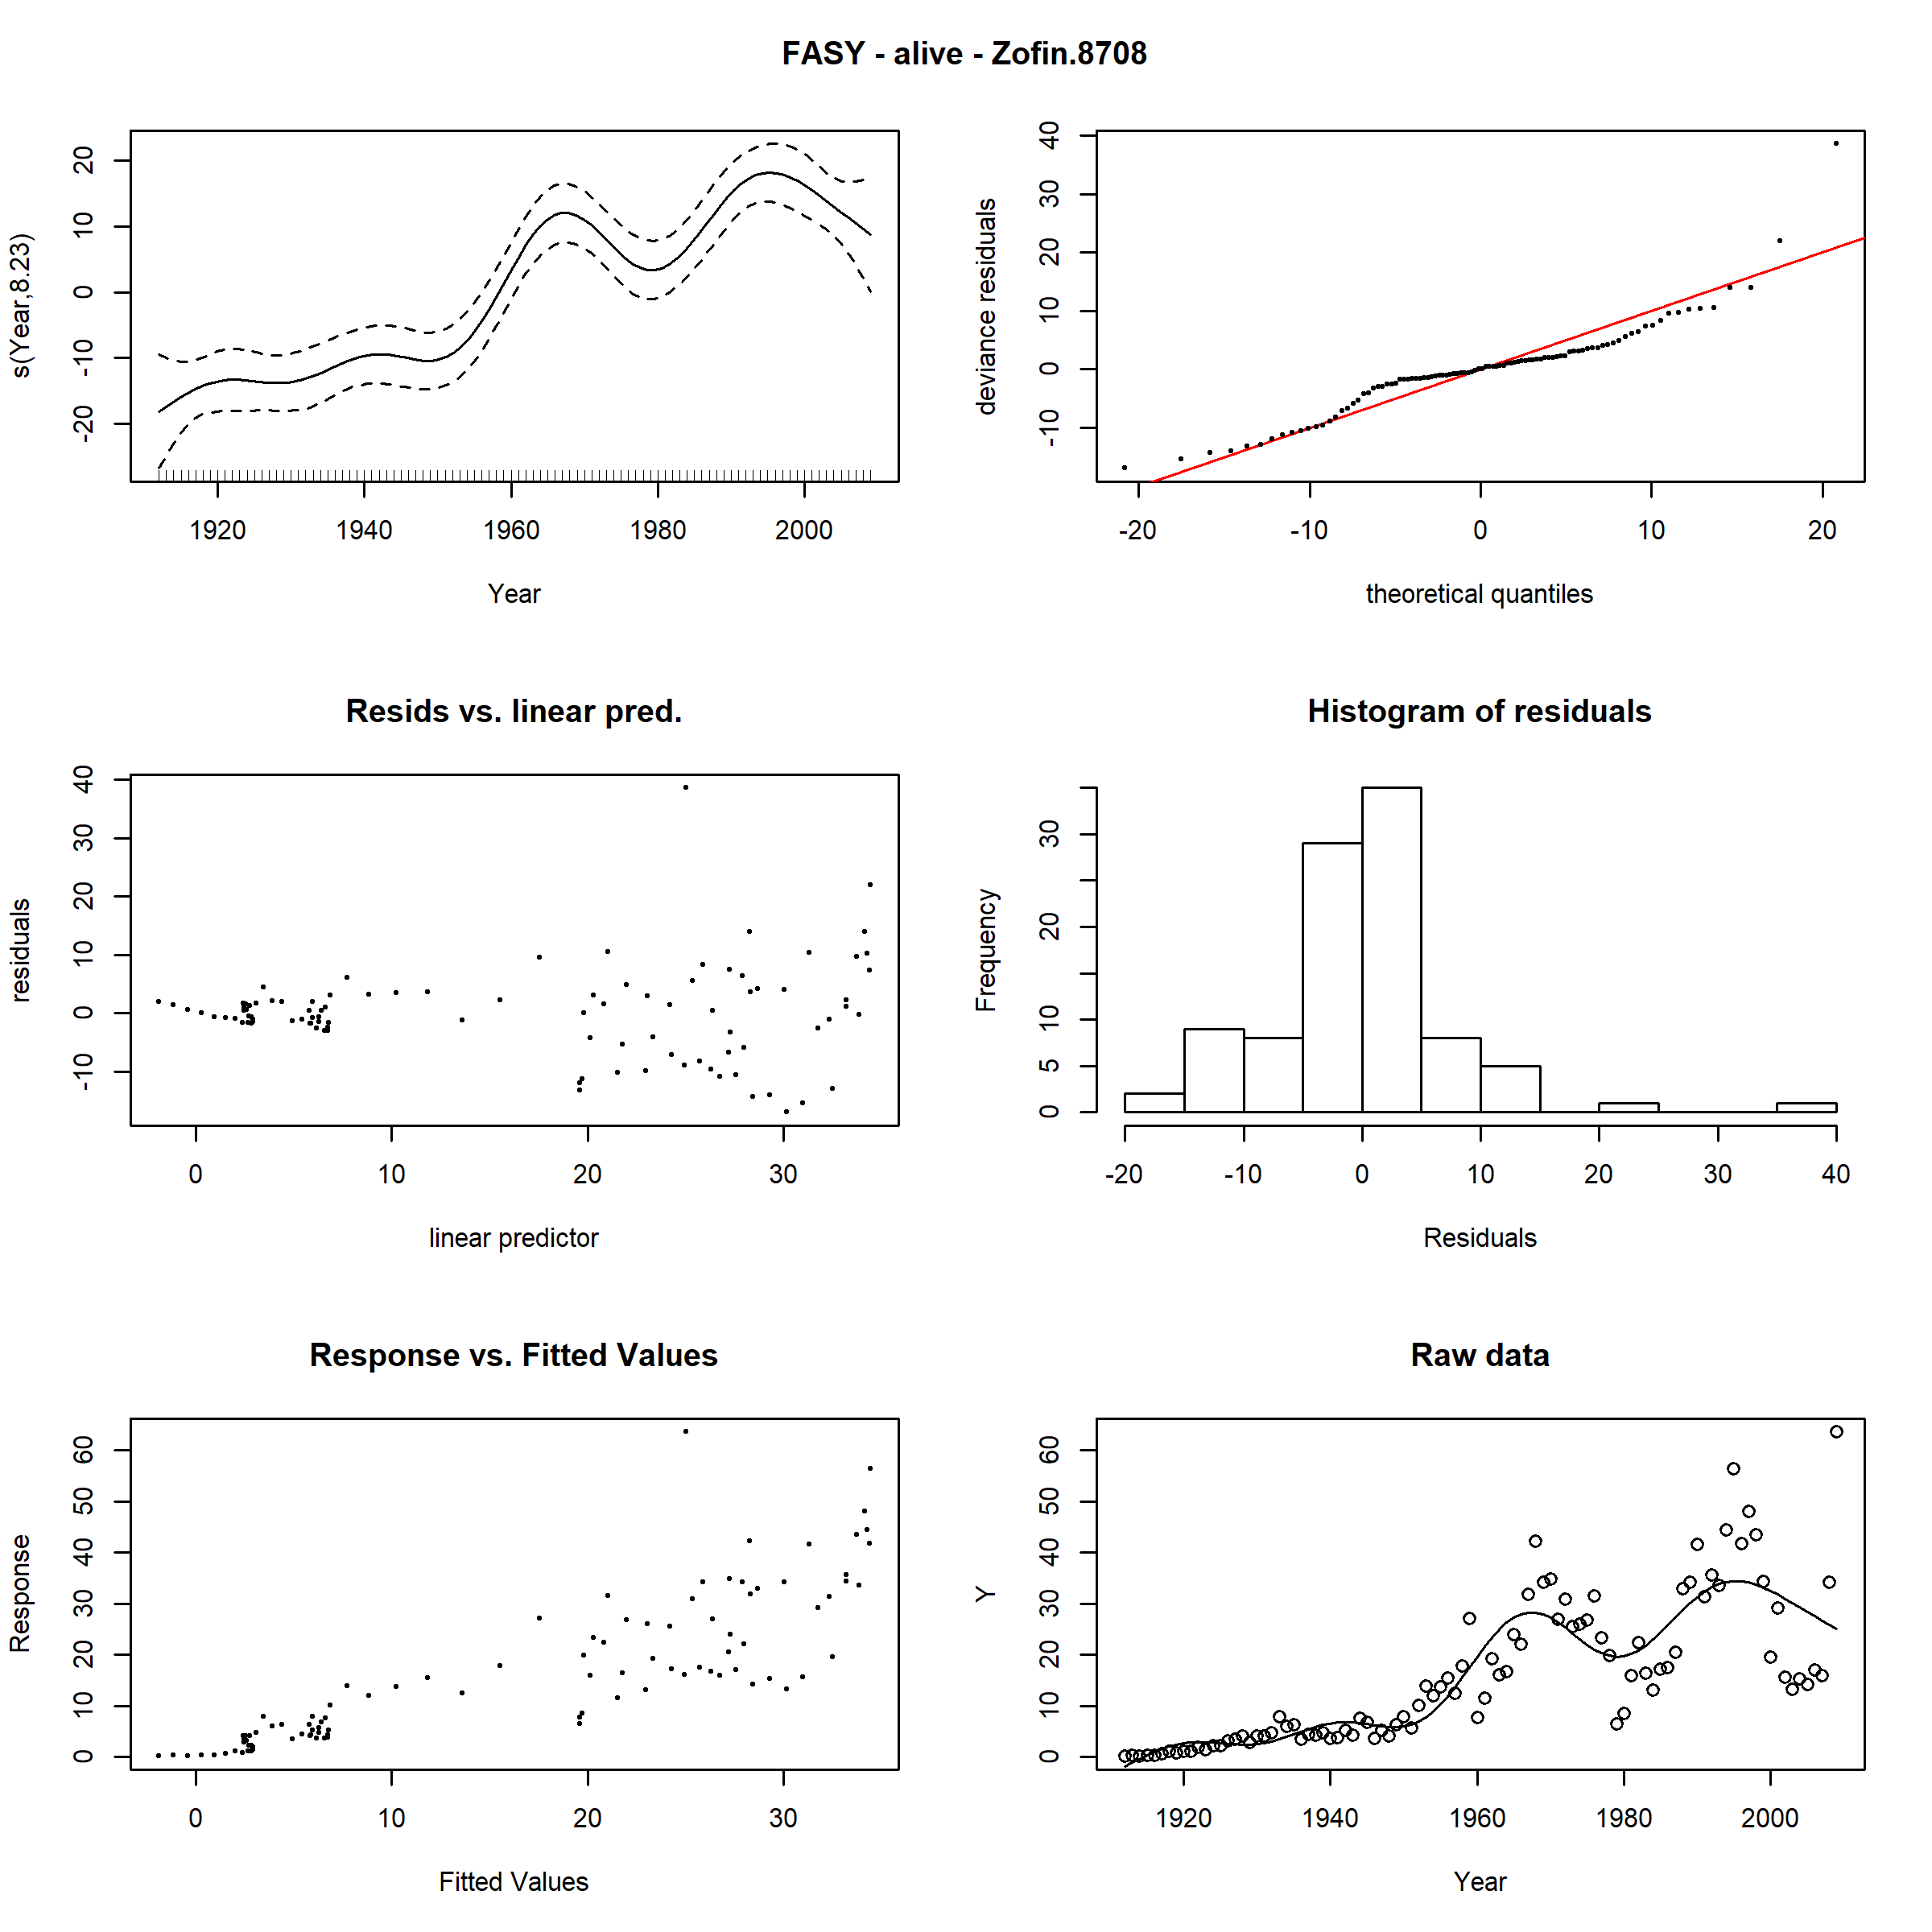 FASY - alive - Zofin.8708
s(Year,8.23)
20
10
0
-10
-20
1920 1940 1960 1980 2000
Year
deviance residuals
40
30
20
10
0
-10
-20 -10 0 10 20
theoretical quantiles
Resids vs. linear pred.
residuals
40
30
20
10
0
-10
0 10 20 30
linear predictor
Histogram of residuals
Frequency
30
20
10
5
0
-20 -10 0 10 20 30 40
Residuals
Response vs. Fitted Values
Response
60
50
40
30
20
10
0
0 10 20 30
Fitted Values
Raw data
Y
60
50
40
30
20
10
0
1920 1940 1960 1980 2000
Year